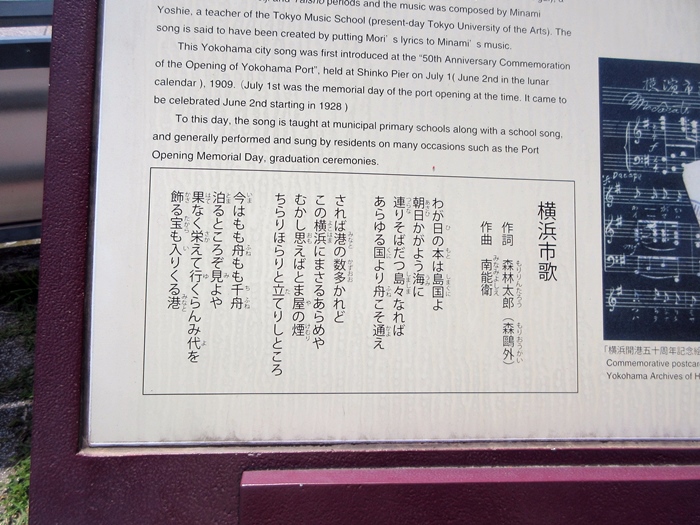 periods and the music was composed by Minami
Yoshie, a teacher of the Tokyo Music School (present-day Tokyo University of the Arts). The
song is said to have been created by putting Mori's lyrics to Minami's music.
This Yokohama city song was first introduced at the "50th Anniversary Commemoration
of the Opening of Yokohama Port", held at Shinko Pier on July 1( June 2nd in the lunar
calendar ), 1909. (July 1st was the memorial day of the port opening at the time. It came to
be celebrated June 2nd starting in 1928 )
To this day, the song is taught at municipal primary schools along with a school song,
and generally performed and sung by residents on many occasions such as the Port
Opening Memorial Day, graduation ceremonies.
横浜市歌
作詞 森林太郎(森鷗外)
作曲 南能衛
わが日の本は島国よ
朝日かがよう海に
連りそばだつ島々なれば
あらゆる国より舟こそ通え
されば港の数多かれど
この横浜にまさるあらめや
むかし思えばとま屋の煙
ちらりほらりと立てりしところ
今はもも舟もも千舟
泊るところぞ見よや
果なく栄えて行くらんみ代を
飾る宝も入りくる港
横濱市
「横浜開港五十周年記念絵
Commemorative postcar
Yokohama Archives of H